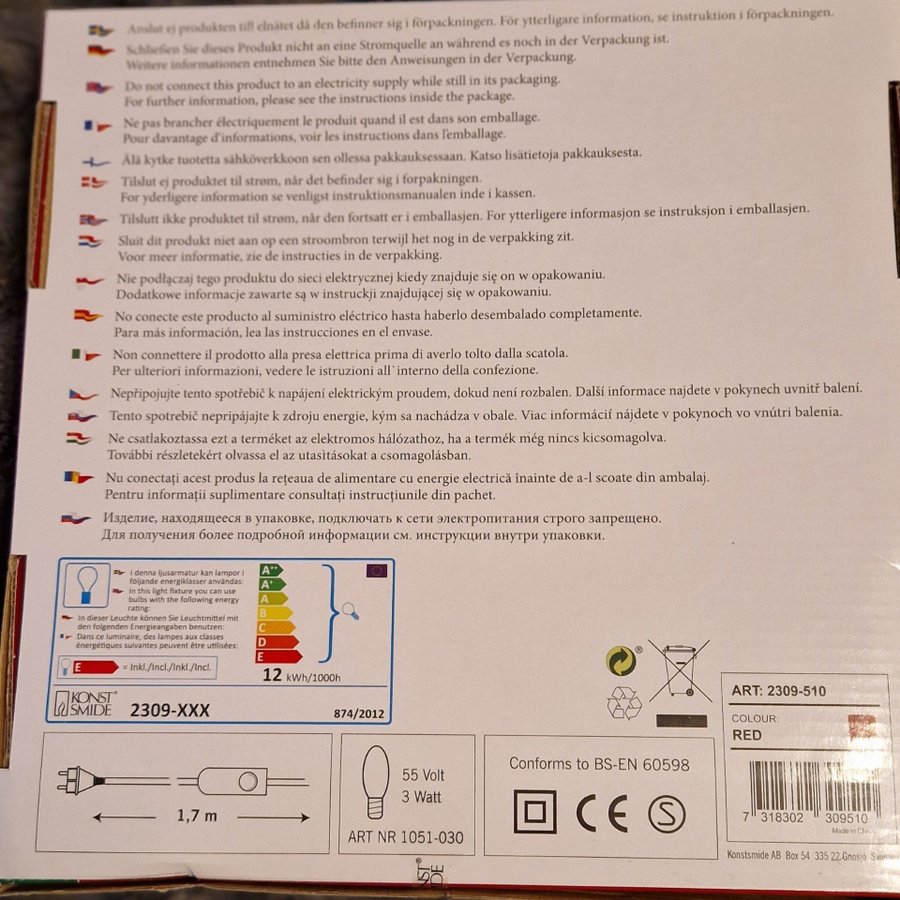 Anslut ej produkten till elnätet då den befinner sig i förpackningen. För ytterligare information, se instruktion i förpackningen.
Schließen Sie dieses Produkt nicht an eine Stromquelle an während es noch in der Verpackung ist.
Weitere informationen entnehmen Sie bitte den Anweisungen in der Verpackung.
Do not connect this product to an electricity supply while still in its packaging.
For further information, please see the instructions inside the package.
Ne pas brancher électriquement le produit quand il est dans son emballage.
Pour davantage d'informations, voir les instructions dans l'emballage.
Älä kytke tuotetta sähköverkkoon sen ollessa pakkauksessaan. Katso lisätietoja pakkauksesta.
Tilslut ej produktet til strøm, når det befinder sig i forpakningen.
For yderligere information se venligst instruktionsmanualen inde i kassen.
Tilslutt ikke produktet til strøm, når den fortsatt er i emballasjen. For ytterligere informasjon se instruksjon i emballasjen.
Sluit dit produkt niet aan op een stroombron terwijl het nog in de verpakking zit.
Voor meer informatie, zie de instructies in de verpakking.
Nie podłączaj tego produktu do sieci elektrycznej kiedy znajduje się on w opakowaniu.
Dodatkowe informacje zawarte są w instruckji znajdującej się w opakowaniu.
No conecte este producto al suministro eléctrico hasta haberlo desembalado completamente.
Para más información, lea las instrucciones en el envase.
Non connettere il prodotto alla presa elettrica prima di averlo tolto dalla scatola.
Per ulteriori informazioni, vedere le istruzioni all`interno della confezione.
Nepřipojujte tento spotřebič k napájení elektrickým proudem, dokud není rozbalen. Další informace najdete v pokynech uvnitř balení.
Tento spotrebič nepripájajte k zdroju energie, kým sa nachádza v obale. Viac informácií nájdete v pokynoch vo vnútri balenia.
Ne csatlakoztassa ezt a terméket az elektromos hálózathoz, ha a termék még nincs kicsomagolva.
További részletekért olvassa el az utasításokat a csomagolásban.
Nu conectați acest produs la rețeaua de alimentare cu energie electrică înainte de a-l scoate din ambalaj.
Pentru informații suplimentare consultați instrucțiunile din pachet.
Изделие, находящееся в упаковке, подключать к сети электропитания строго запрещено.
Для получения более подробной информации см. инструкции внутри упаковки.
I denna ljusarmatur kan lampor i
följande energiklasser användas:
In this light fixture you can use
bulbs with the following energy
rating:
In dieser Leuchte können Sie Leuchtmittel mit
den folgenden Energieangaben benutzen:
Dans ce luminaire, des lampes aux classes
énergétiques suivantes peuvent être utilisées:
E = Inkl./Incl./Inkl./Incl.
A++
A+
A
B
C
D
E
12 kWh/1000h
KONST
SMIDE®
2309-XXX
874/2012
1,7 m
55 Volt
3 Watt
ART NR 1051-030
Conforms to BS-EN 60598
CE S
®
ART: 2309-510
COLOUR:
RED
7 318302 309510
Made in China
Konstsmide AB Box 54 335 22 Gnosjö
KONST®
SMIDE